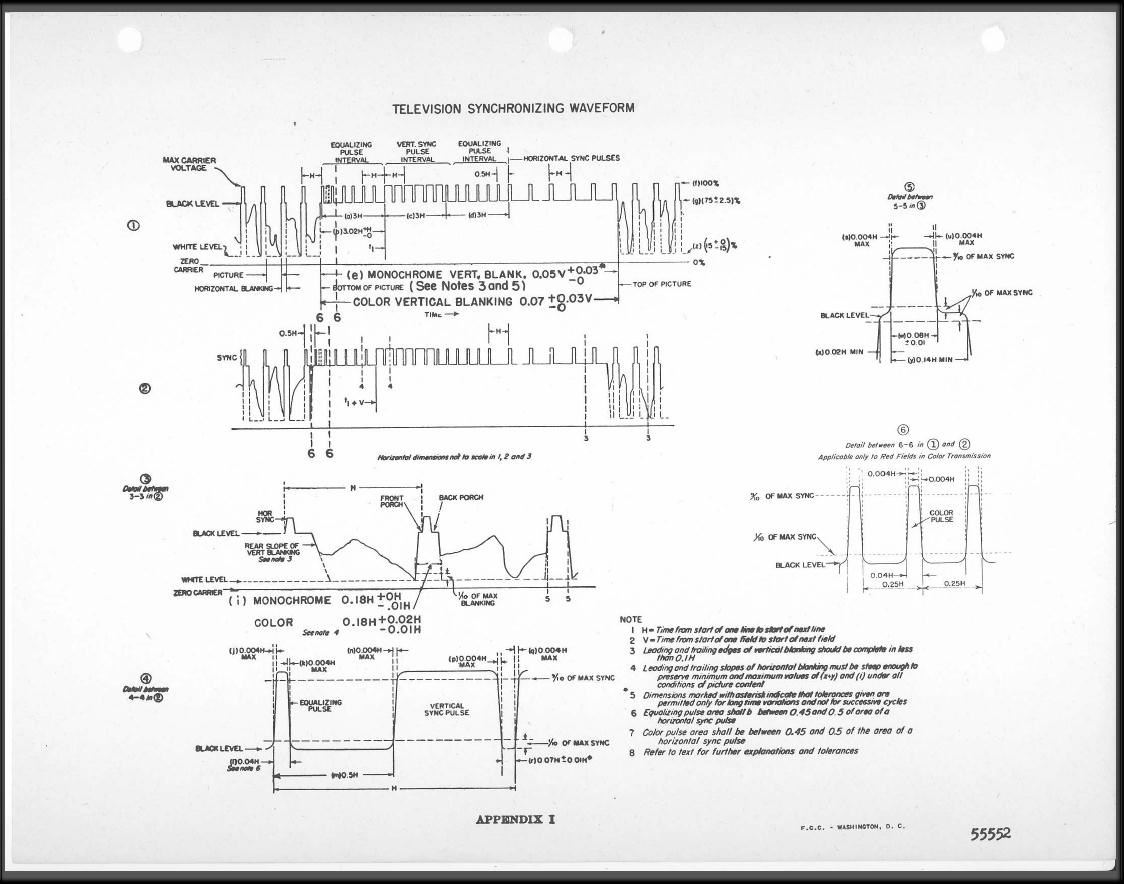 TELEVISION SYNCHRONIZING WAVEFORM
EQUALIZING PULSE INTERVAL
VERT. SYNC PULSE INTERVAL
EQUALIZING PULSE INTERVAL
HORIZONTAL SYNC PULSES
MAX CARRIER VOLTAGE
H
H
H
0.5H
H
(f)100%
BLACK LEVEL
(g)(75±2.5)%
①
(a)3H
(c)3H
(d)3H
(b)3.02H+H -0
t₁
WHITE LEVEL
(z)(15 +0 -15)%
ZERO CARRIER
0%
PICTURE
(e) MONOCHROME VERT. BLANK. 0.05V+0.03* -0
HORIZONTAL BLANKING
BOTTOM OF PICTURE (See Notes 3 and 5)
TOP OF PICTURE
COLOR VERTICAL BLANKING 0.07 +0.03V -0
6 6
TIME
0.5H
H
SYNC
②
4 4
t₁ + V
3 3
6 6
Horizontal dimensions not to scale in 1, 2 and 3
③
Detail between
3-3 in ②
H
FRONT PORCH
BACK PORCH
HOR SYNC
BLACK LEVEL
REAR SLOPE OF
VERT BLANKING
See note 3
WHITE LEVEL
ZERO CARRIER
(i) MONOCHROME 0.18H +0H -.01H
1/10 OF MAX BLANKING
5 5
COLOR 0.18H +0.02H -0.01H
See note 4
④
Detail between
4-4 in ②
(j)0.004H MAX
(k)0.004H MAX
(n)0.004H MAX
(p)0.004H MAX
(q)0.004H MAX
9/10 OF MAX SYNC
EQUALIZING PULSE
VERTICAL SYNC PULSE
BLACK LEVEL
1/10 OF MAX SYNC
(l)0.04H
See note 6
(r)0.07H±0.01H*
(m)0.5H
H
⑤
Detail between
5-5 in ③
(s)0.004H MAX
(u)0.004H MAX
9/10 OF MAX SYNC
1/10 OF MAX SYNC
BLACK LEVEL
(w)0.08H ±0.01
(x)0.02H MIN
(y)0.14H MIN
⑥
Detail between 6-6 in ① and ②
Applicable only to Red Fields in Color Transmission
0.004H
0.004H
9/10 OF MAX SYNC
COLOR PULSE
1/10 OF MAX SYNC
BLACK LEVEL
0.04H
0.25H
0.25H
NOTE
1 H = Time from start of one line to start of next line
2 V = Time from start of one field to start of next field
3 Leading and trailing edges of vertical blanking should be complete in less
than 0.1H
4 Leading and trailing slopes of horizontal blanking must be steep enough to
preserve minimum and maximum values of (x+y) and (i) under all
conditions of picture content
*5 Dimensions marked with asterisk indicate that tolerances given are
permitted only for long time variations and not for successive cycles
6 Equalizing pulse area shall b between 0.45 and 0.5 of area of a
horizontal sync pulse
7 Color pulse area shall be between 0.45 and 0.5 of the area of a
horizontal sync pulse
8 Refer to text for further explanations and tolerances
APPENDIX I
F.C.C. - WASHINGTON, D. C.
55552